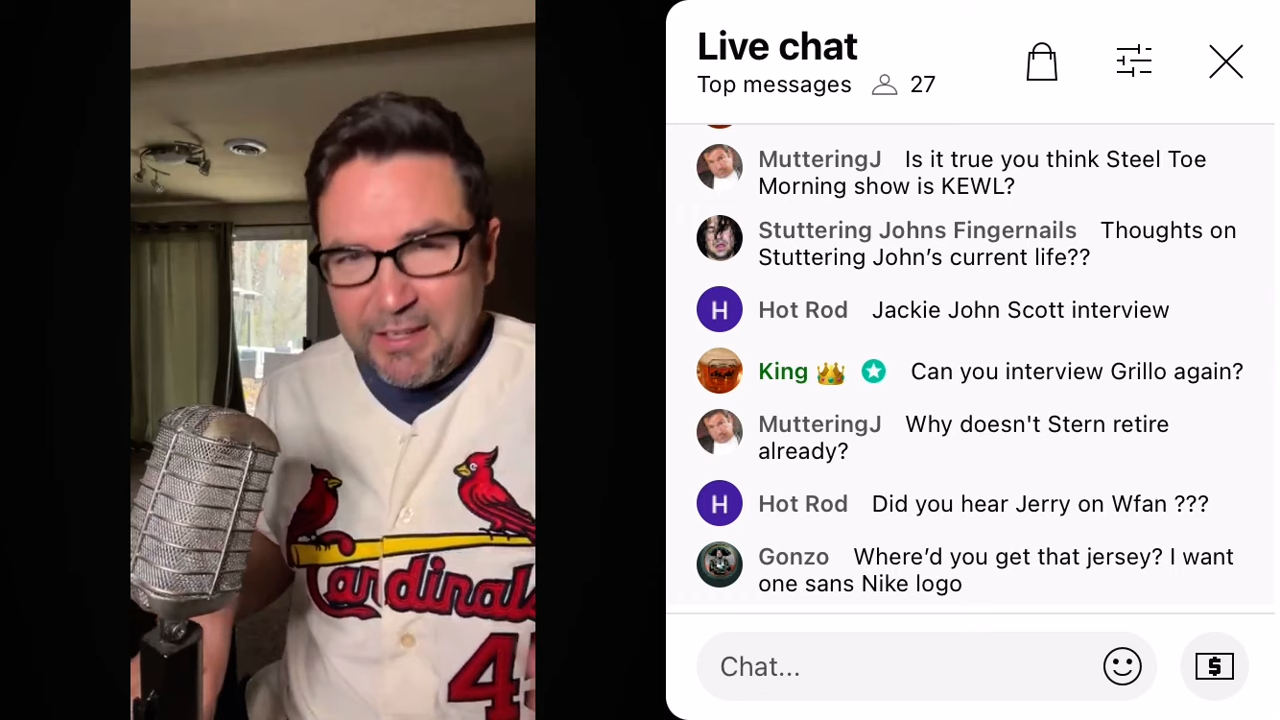 Live chat
Top messages 27
MutteringJ Is it true you think Steel Toe
Morning show is KEWL?
Stuttering Johns Fingernails Thoughts on
Stuttering John’s current life??
H Hot Rod Jackie John Scott interview
King 👑 Can you interview Grillo again?
MutteringJ Why doesn't Stern retire
already?
H Hot Rod Did you hear Jerry on Wfan ???
Gonzo Where’d you get that jersey? I want
one sans Nike logo
Chat... $
Cardinals